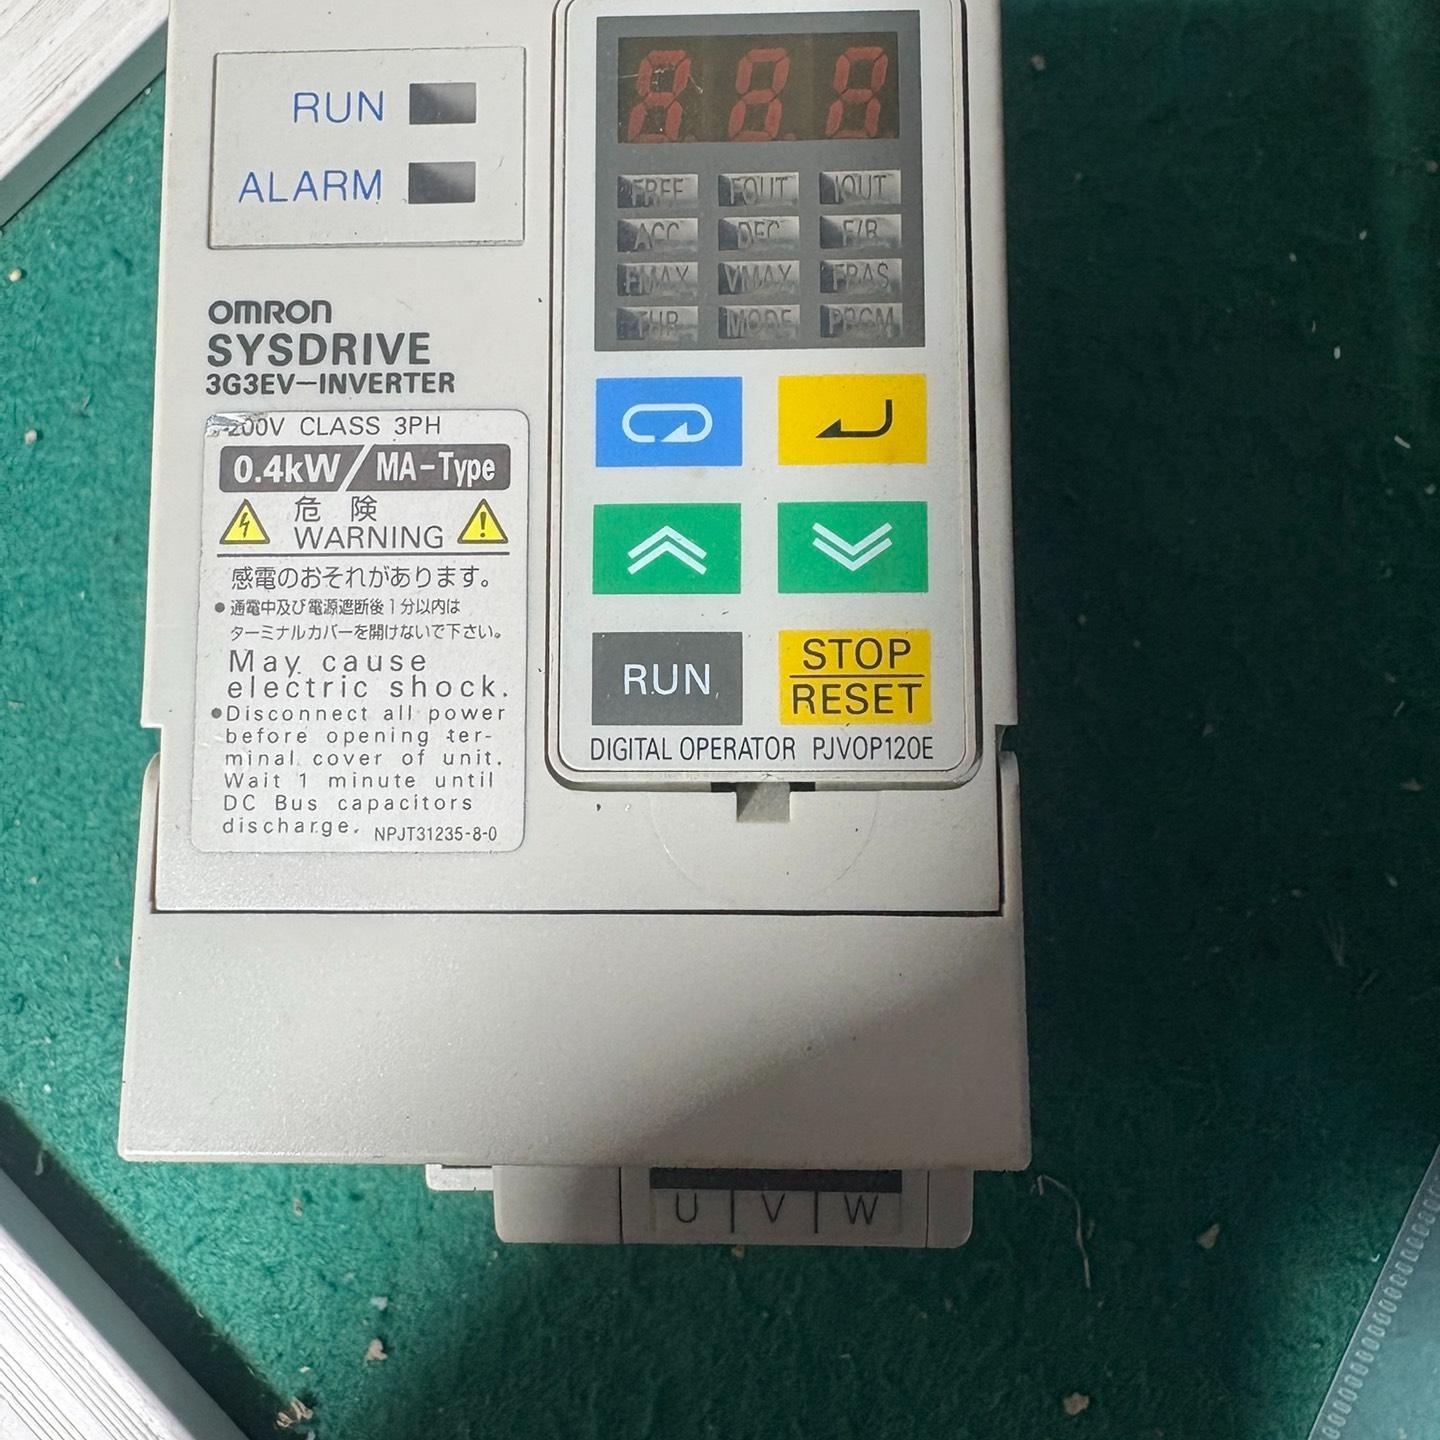 RUN
ALARM
OMRON
SYSDRIVE
3G3EV-INVERTER
200V CLASS 3PH
0.4kW/MA-Type
危 険
WARNING
感電のおそれがあります。
●通電中及び電源遮断後1分以内は
ターミナルカバーを開けないで下さい。
May cause
electric shock.
●Disconnect all power
before opening ter-
minal cover of unit.
Wait 1 minute until
DC Bus capacitors
discharge. NPJT31235-8-0
8.8.8
FREF FOUT IOUT
ACC DEC F/R
FMAX VMAX FBAS
THR MODE PRGM
RUN
STOP
RESET
DIGITAL OPERATOR PJVOP120E
U V W